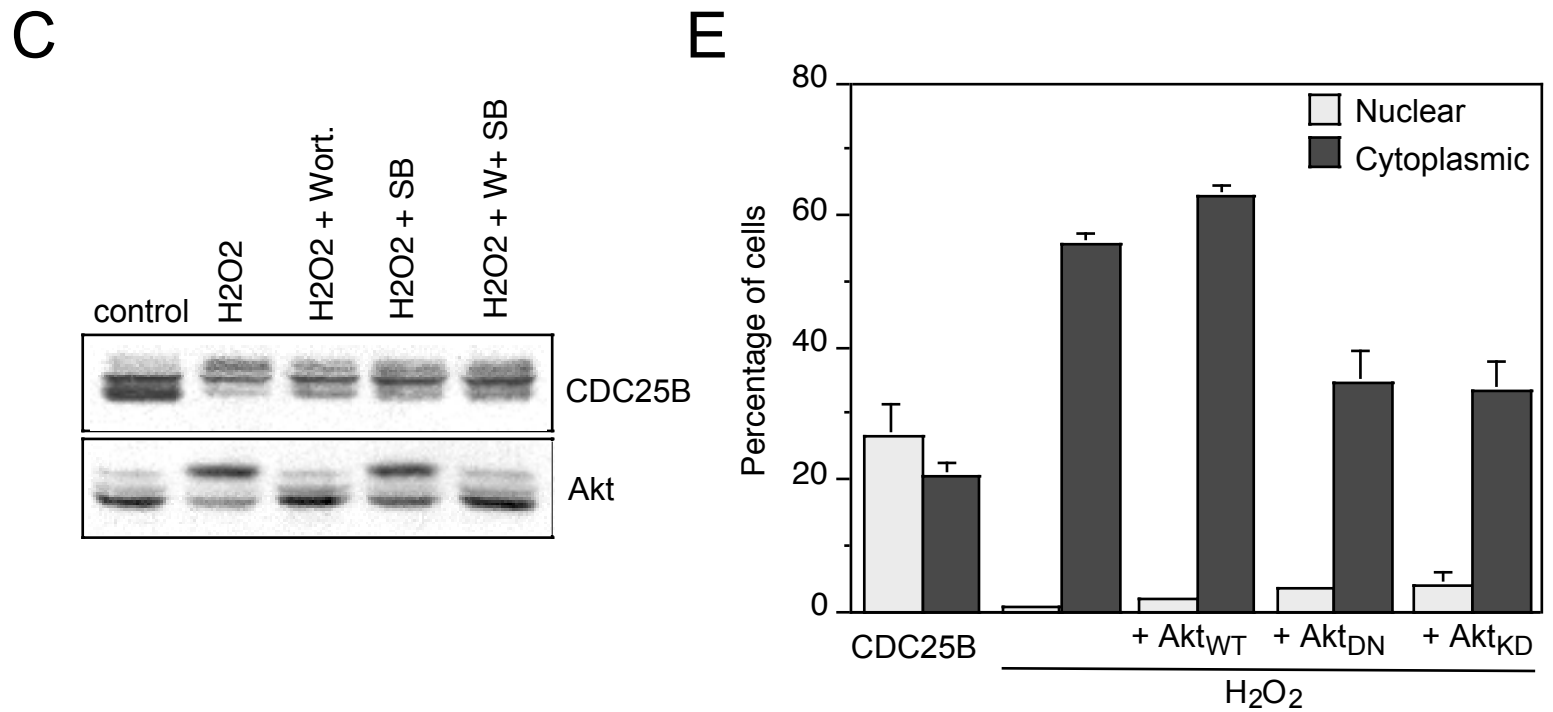 C
control
H2O2
H2O2 + Wort.
H2O2 + SB
H2O2 + W+ SB
CDC25B
Akt
E
Percentage of cells
80
60
40
20
0
Nuclear
Cytoplasmic
CDC25B
+ AktWT
+ AktDN
+ AktKD
H2O2